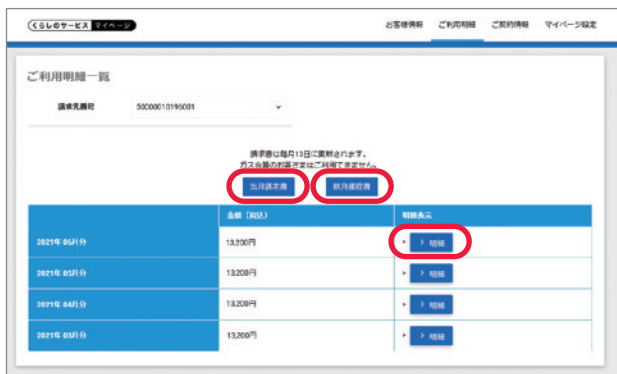 くらしのサービス マイページ
お客様情報 ご利用明細 ご契約情報 マイページ設定
ご利用明細一覧
請求先番号 50000010196001
請求書は毎月13日に更新されます。
ガス会員のお客さまはご利用できません。
当月請求書 前月領収書
金額（税込） 明細表示
2021年 06月分 13,200円 > 明細
2021年 05月分 13,200円 > 明細
2021年 04月分 13,200円 > 明細
2021年 03月分 13,200円 > 明細